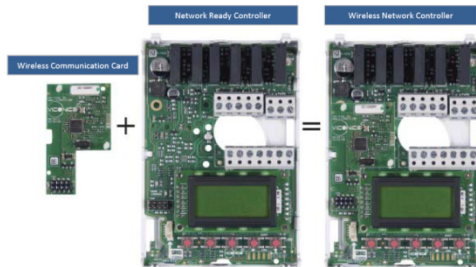 Network Ready Controller
Wireless Network Controller
Wireless Communication Card
+
=